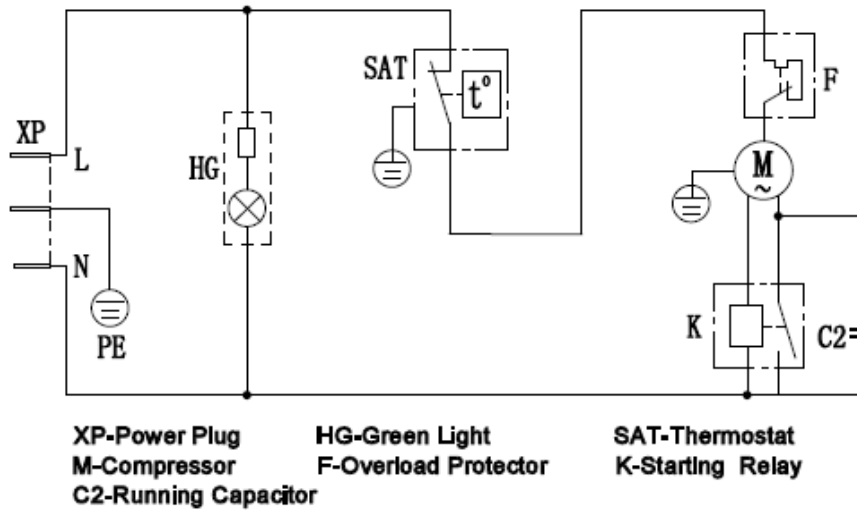 XP
L
N
PE
HG
SAT
t°
F
M
~
K
C2=
XP-Power Plug HG-Green Light SAT-Thermostat
M-Compressor F-Overload Protector K-Starting Relay
C2-Running Capacitor